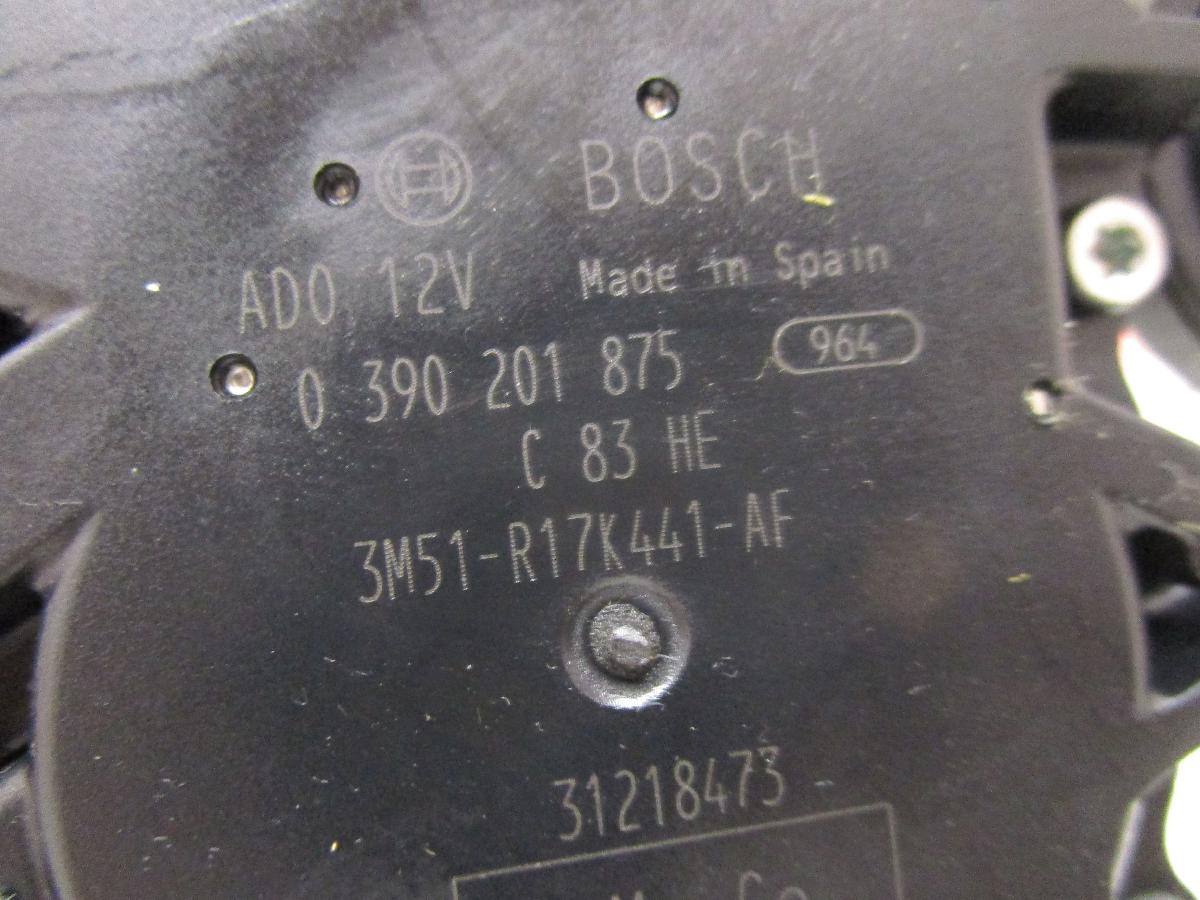 BOSCH
ADO 12V Made in Spain
0 390 201 875 964
C 83 HE
3M51-R17K441-AF
31218473